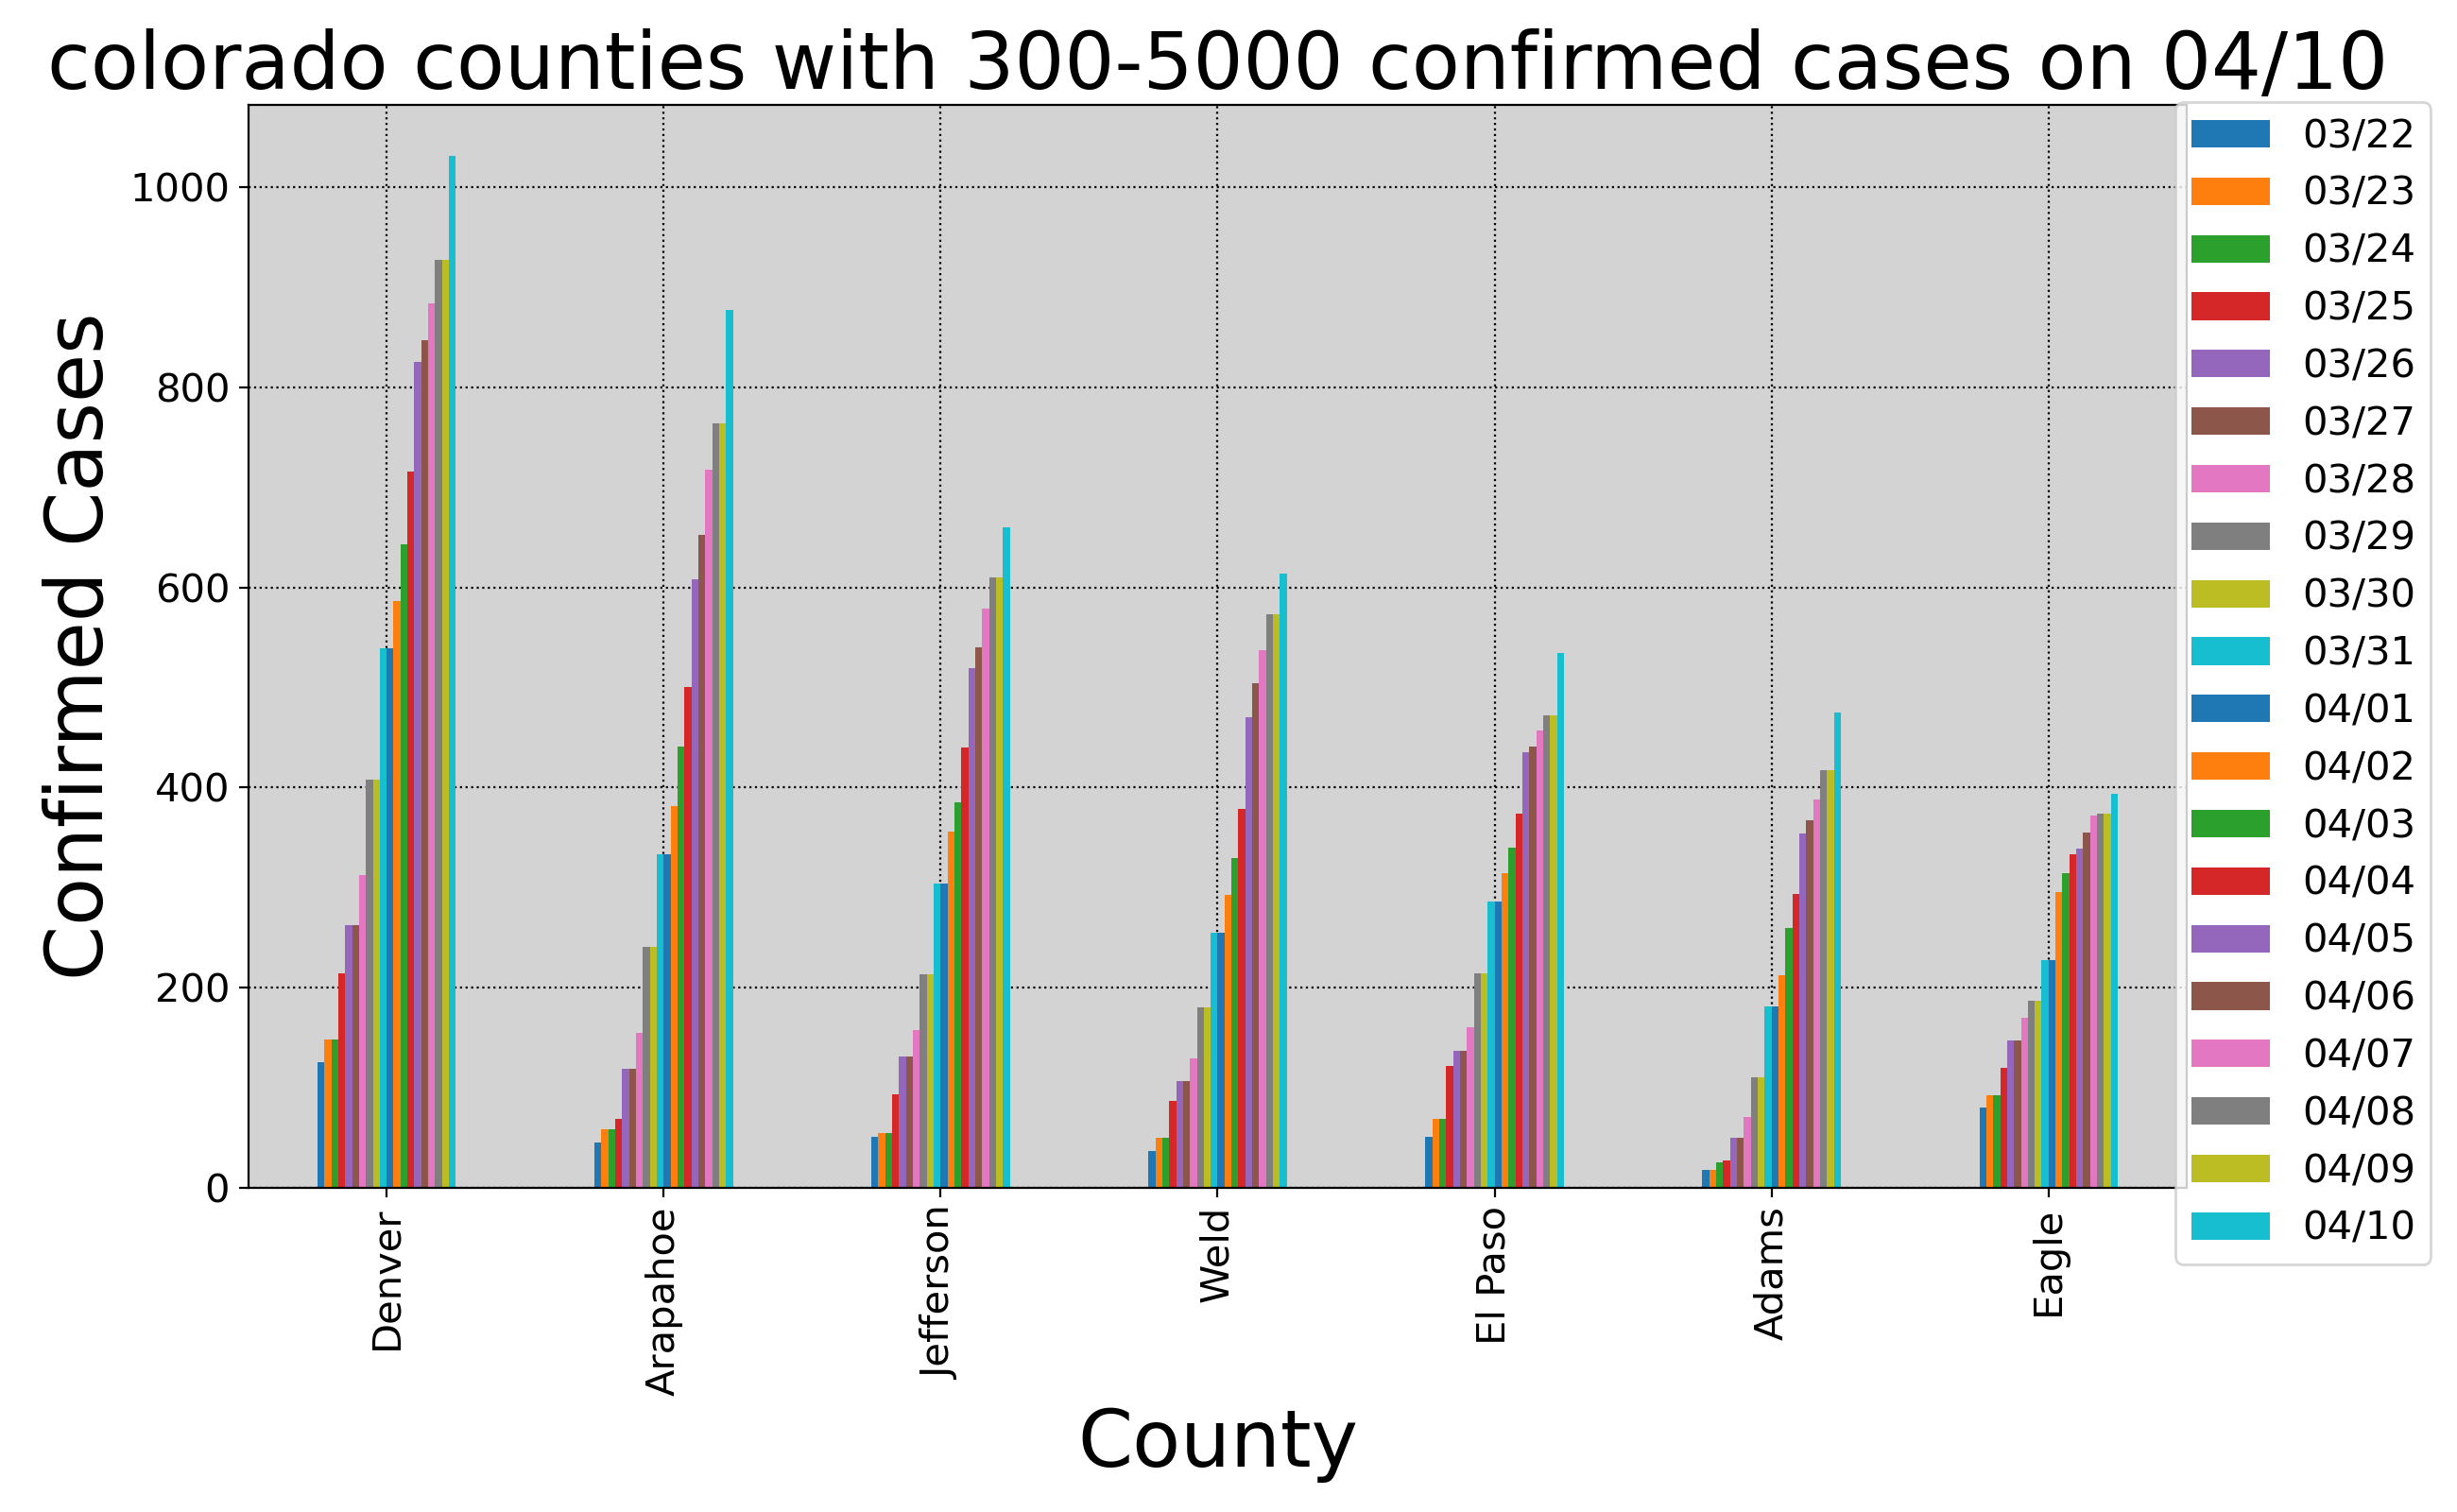 colorado counties with 300-5000 confirmed cases on 04/10
Confirmed Cases
1000
800
600
400
200
0
Denver
Arapahoe
Jefferson
Weld
El Paso
Adams
Eagle
County
03/22
03/23
03/24
03/25
03/26
03/27
03/28
03/29
03/30
03/31
04/01
04/02
04/03
04/04
04/05
04/06
04/07
04/08
04/09
04/10